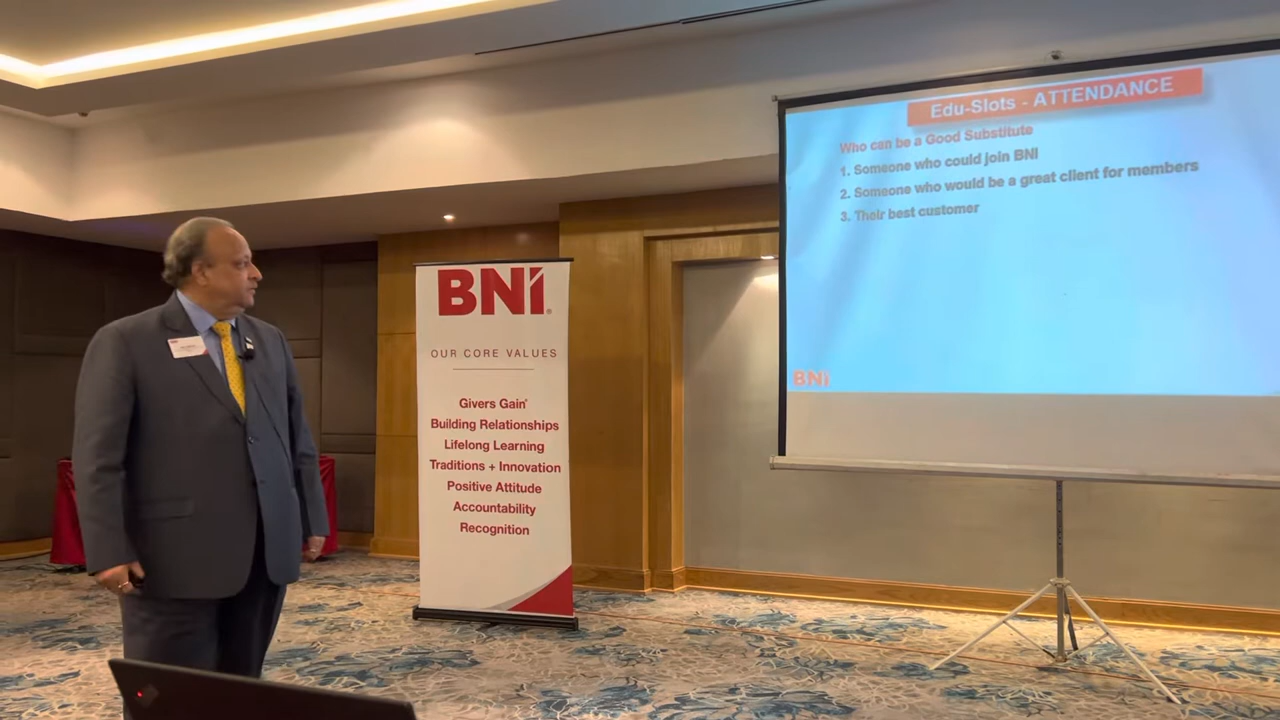 Edu-Slots - ATTENDANCE
Who can be a Good Substitute
1. Someone who could join BNI
2. Someone who would be a great client for members
3. Their best customer
BNI
BNI®
OUR CORE VALUES
Givers Gain®
Building Relationships
Lifelong Learning
Traditions + Innovation
Positive Attitude
Accountability
Recognition